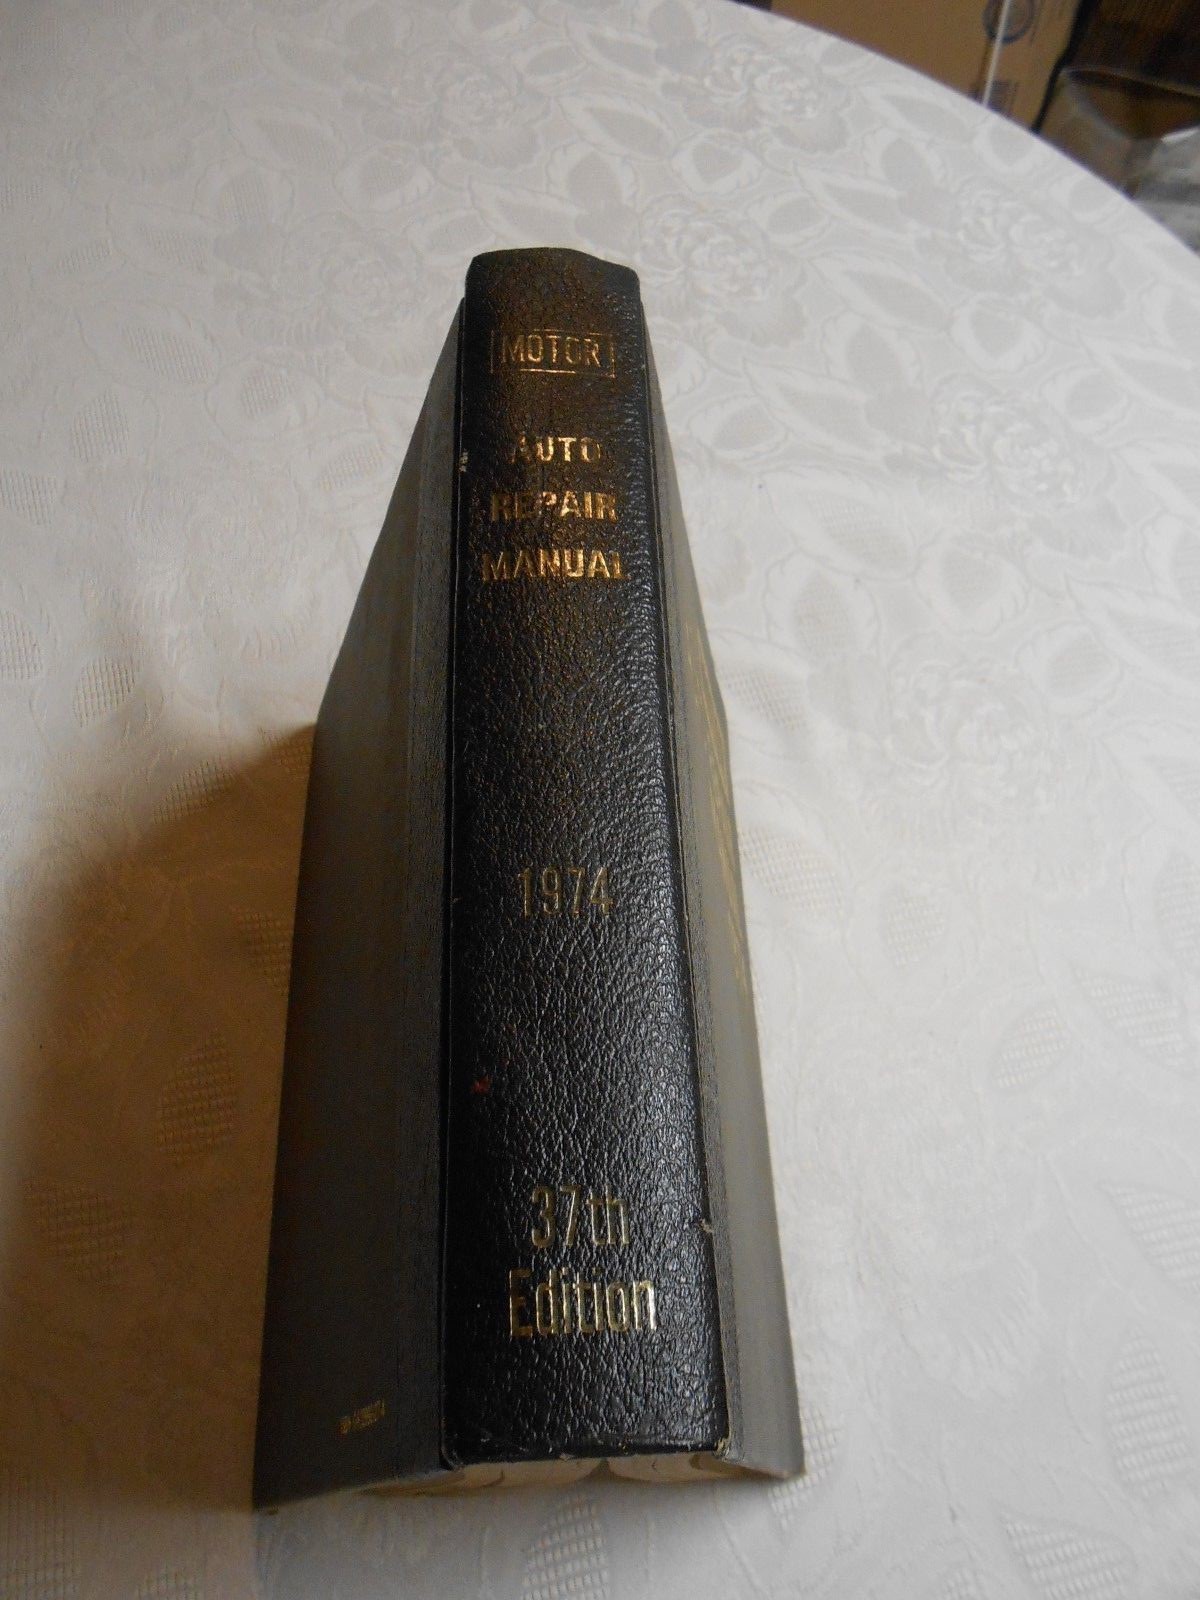 MOTOR
AUTO
REPAIR
MANUAL
1974
37th
Edition